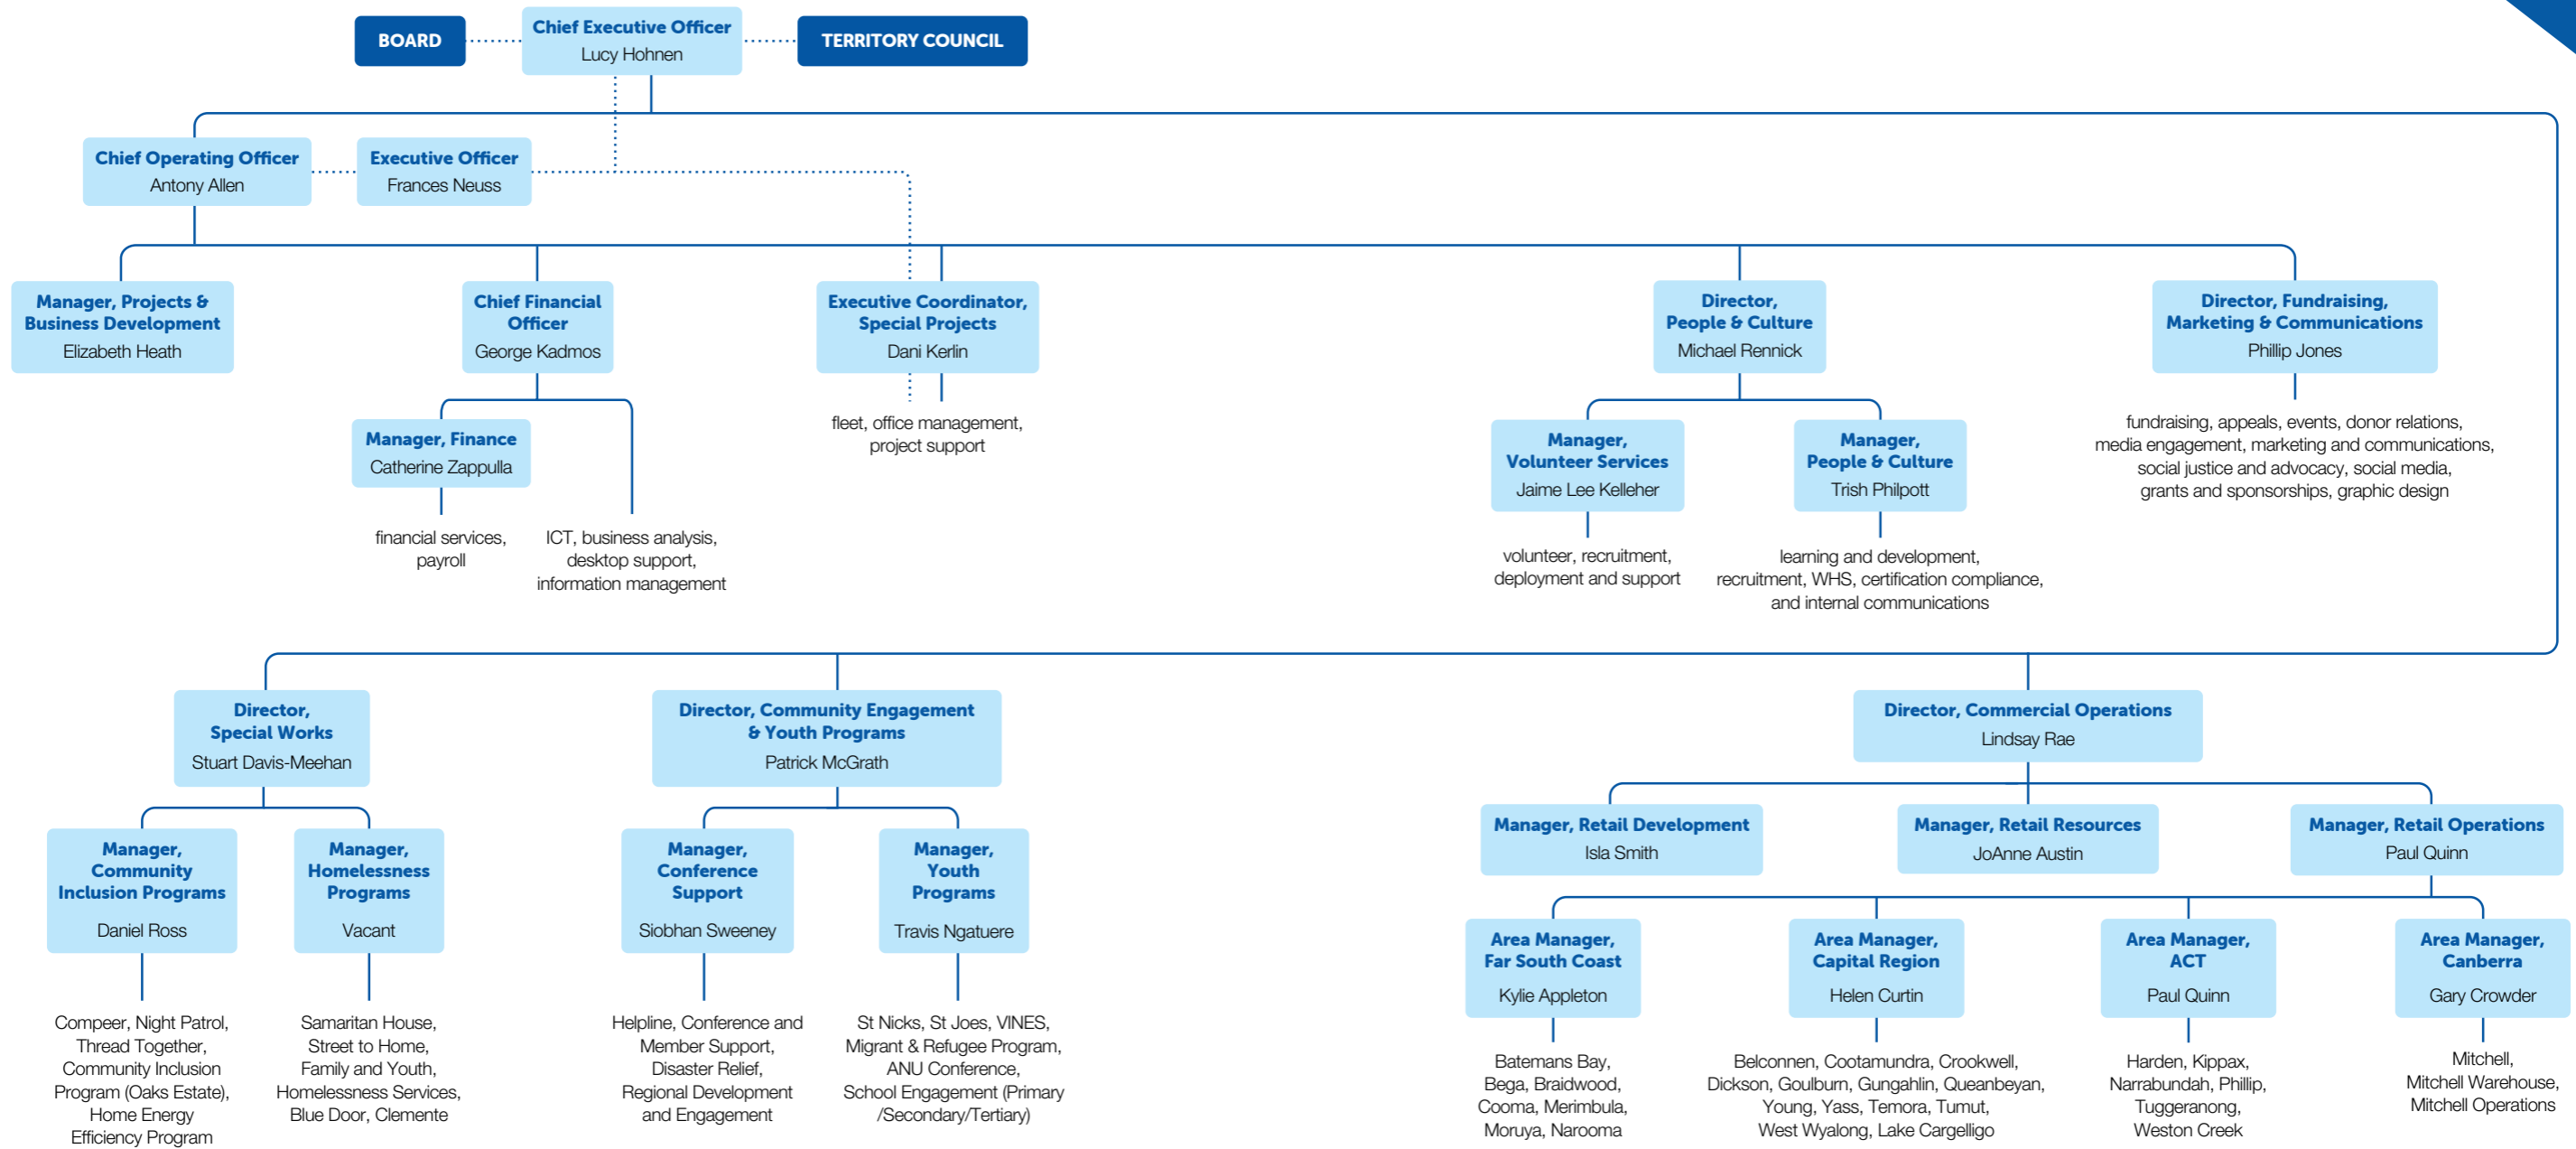 BOARD
Chief Executive Officer
Lucy Hohnen
TERRITORY COUNCIL
Chief Operating Officer
Antony Allen
Executive Officer
Frances Neuss
Manager, Projects &
Business Development
Elizabeth Heath
Chief Financial
Officer
George Kadmos
Executive Coordinator,
Special Projects
Dani Kerlin
Director,
People & Culture
Michael Rennick
Director, Fundraising,
Marketing & Communications
Phillip Jones
Manager, Finance
Catherine Zappulla
financial services,
payroll
ICT, business analysis,
desktop support,
information management
fleet, office management,
project support
Manager,
Volunteer Services
Jaime Lee Kelleher
volunteer, recruitment,
deployment and support
Manager,
People & Culture
Trish Philpott
learning and development,
recruitment, WHS, certification compliance,
and internal communications
fundraising, appeals, events, donor relations,
media engagement, marketing and communications,
social justice and advocacy, social media,
grants and sponsorships, graphic design
Director,
Special Works
Stuart Davis-Meehan
Director, Community Engagement
& Youth Programs
Patrick McGrath
Director, Commercial Operations
Lindsay Rae
Manager,
Community
Inclusion Programs
Daniel Ross
Compeer, Night Patrol,
Thread Together,
Community Inclusion
Program (Oaks Estate),
Home Energy
Efficiency Program
Manager,
Homelessness
Programs
Vacant
Samaritan House,
Street to Home,
Family and Youth,
Homelessness Services,
Blue Door, Clemente
Manager,
Conference
Support
Siobhan Sweeney
Helpline, Conference and
Member Support,
Disaster Relief,
Regional Development
and Engagement
Manager,
Youth
Programs
Travis Ngatuere
St Nicks, St Joes, VINES,
Migrant & Refugee Program,
ANU Conference,
School Engagement (Primary
/Secondary/Tertiary)
Manager, Retail Development
Isla Smith
Manager, Retail Resources
JoAnne Austin
Manager, Retail Operations
Paul Quinn
Area Manager,
Far South Coast
Kylie Appleton
Batemans Bay,
Bega, Braidwood,
Cooma, Merimbula,
Moruya, Narooma
Area Manager,
Capital Region
Helen Curtin
Belconnen, Cootamundra, Crookwell,
Dickson, Goulburn, Gungahlin, Queanbeyan,
Young, Yass, Temora, Tumut,
West Wyalong, Lake Cargelligo
Area Manager,
ACT
Paul Quinn
Harden, Kippax,
Narrabundah, Phillip,
Tuggeranong,
Weston Creek
Area Manager,
Canberra
Gary Crowder
Mitchell,
Mitchell Warehouse,
Mitchell Operations